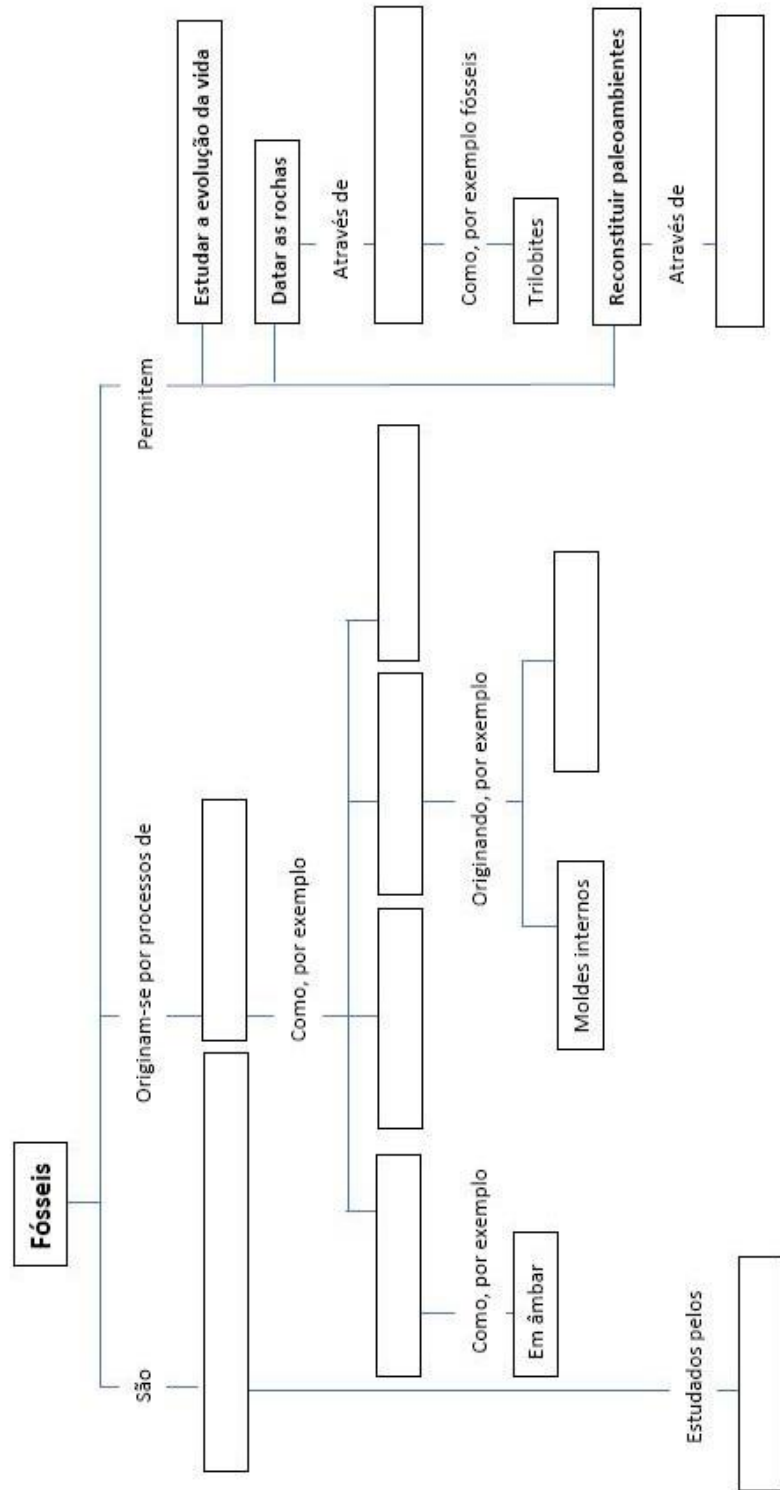 Fósseis
São
Originam-se por processos de
Permitem
Estudar a evolução da vida
Datar as rochas
Através de
Como, por exemplo fósseis
Trilobites
Reconstituir paleoambientes
Através de
Como, por exemplo
Como, por exemplo
Em âmbar
Originando, por exemplo
Moldes internos
Estudados pelos